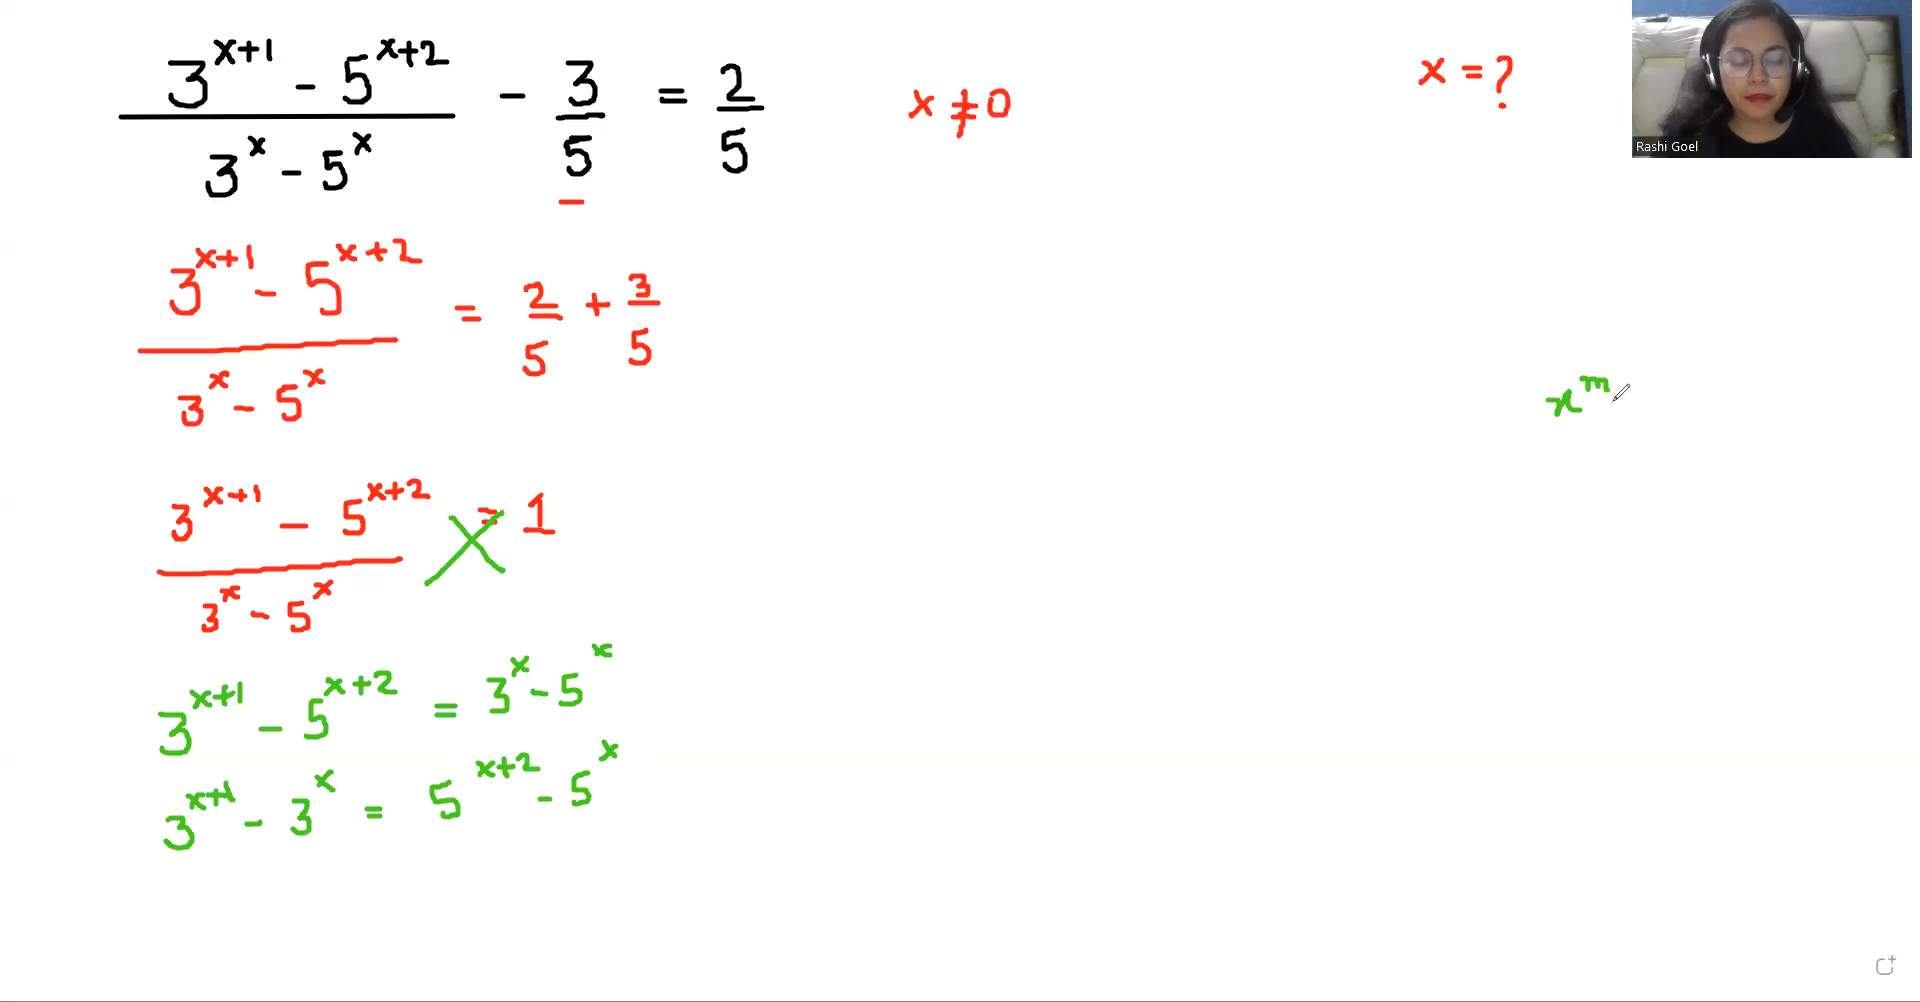 (3^(x+1) - 5^(x+2)) / (3^x - 5^x) - 3/5 = 2/5
x ≠ 0
x = ?
Rashi Goel
(3^(x+1) - 5^(x+2)) / (3^x - 5^x) = 2/5 + 3/5
x^m
(3^(x+1) - 5^(x+2)) / (3^x - 5^x) = 1
3^(x+1) - 5^(x+2) = 3^x - 5^x
3^(x+1) - 3^x = 5^(x+2) - 5^x